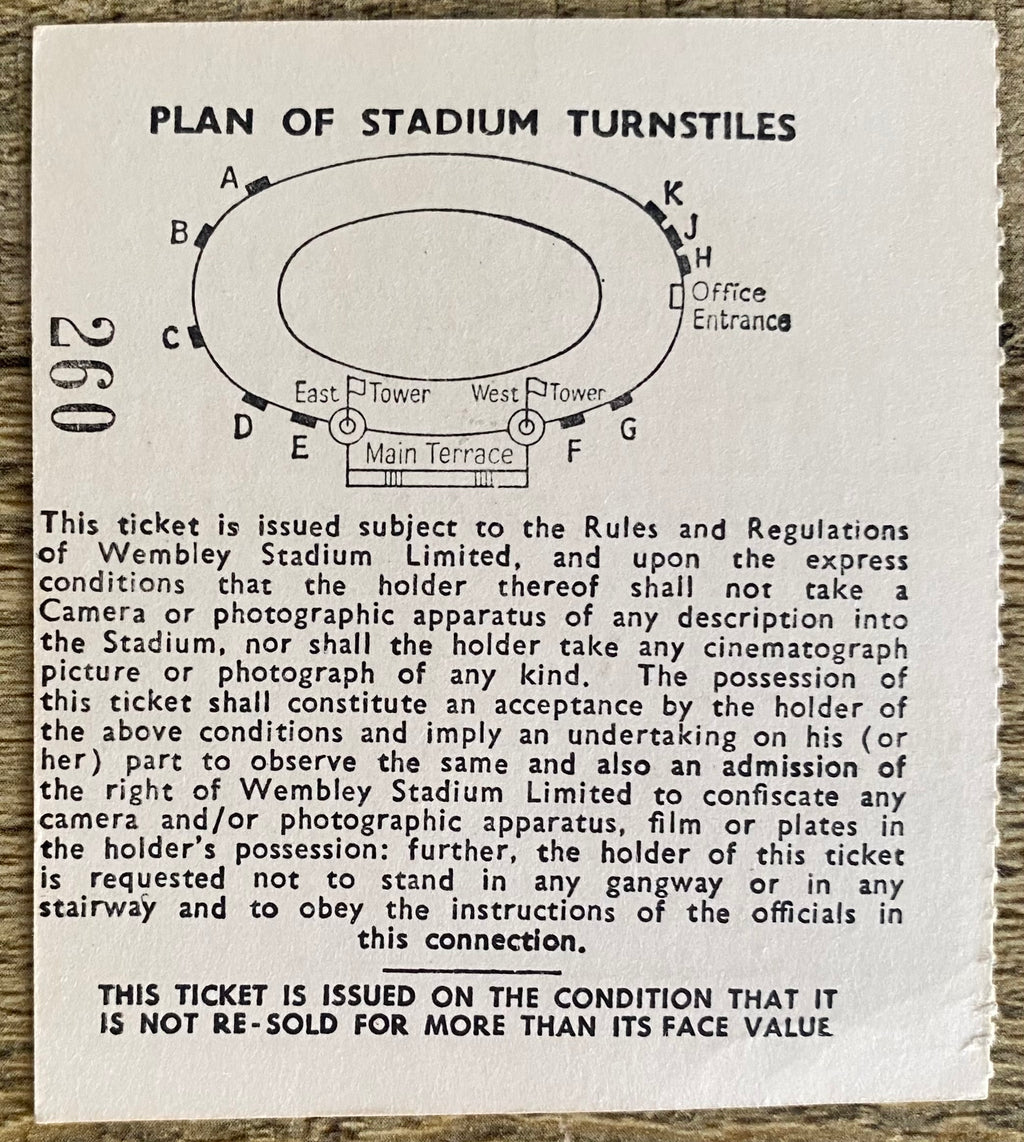 PLAN OF STADIUM TURNSTILES
A
K
B
J
H
Office
Entrance
260
C
East Tower
West Tower
D
E
Main Terrace
F
G
This ticket is issued subject to the Rules and Regulations
of Wembley Stadium Limited, and upon the express
conditions that the holder thereof shall not take a
Camera or photographic apparatus of any description into
the Stadium, nor shall the holder take any cinematograph
picture or photograph of any kind. The possession of
this ticket shall constitute an acceptance by the holder of
the above conditions and imply an undertaking on his (or
her) part to observe the same and also an admission of
the right of Wembley Stadium Limited to confiscate any
camera and/or photographic apparatus, film or plates in
the holder's possession: further, the holder of this ticket
is requested not to stand in any gangway or in any
stairway and to obey the instructions of the officials in
this connection.
THIS TICKET IS ISSUED ON THE CONDITION THAT IT
IS NOT RE-SOLD FOR MORE THAN ITS FACE VALUE